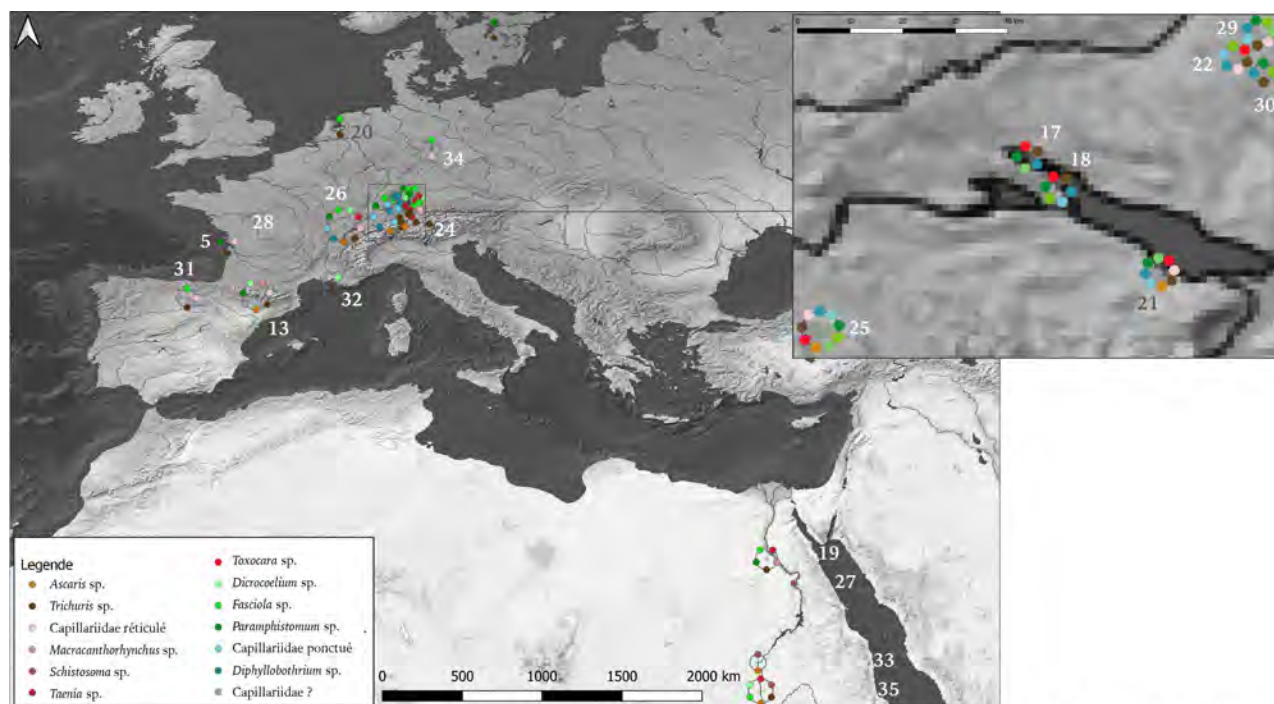 23
20
34
26
28
24
5
31
32
13
29
22
30
17
18
21
25
19
27
33
35
Legende
Ascaris sp.
Trichuris sp.
Capillariidae réticulé
Macracanthorhynchus sp.
Schistosoma sp.
Taenia sp.
Toxocara sp.
Dicrocoelium sp.
Fasciola sp.
Paramphistomum sp.
Capillariidae ponctué
Diphyllobothrium sp.
Capillariidae ?
0 500 1000 1500 2000 km